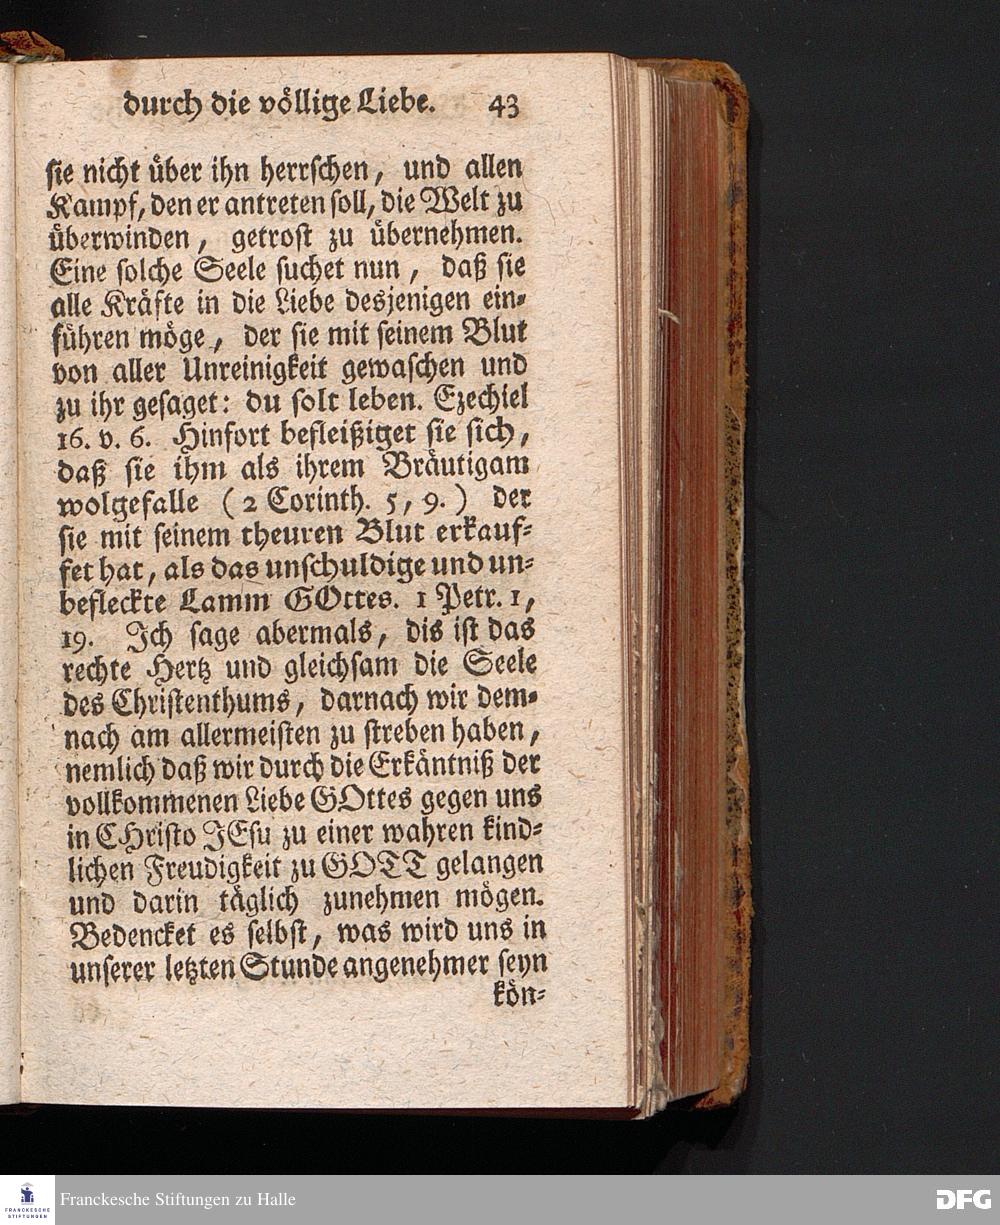 durch die völlige Liebe. 43
sie nicht über ihn herrschen, und allen
Kampf, den er antreten soll, die Welt zu
überwinden, getrost zu übernehmen.
Eine solche Seele suchet nun, daß sie
alle Kräfte in die Liebe desjenigen ein-
führen möge, der sie mit seinem Blut
von aller Unreinigkeit gewaschen und
zu ihr gesaget: du solt leben. Ezechiel
16. v. 6. Hinfort befleißiget sie sich,
daß sie ihm als ihrem Bräutigam
wolgefalle (2 Corinth. 5, 9.) der
sie mit seinem theuren Blut erkauf-
fet hat, als das unschuldige und un-
befleckte Lamm GOttes. 1 Petr. 1,
19. Ich sage abermals, dis ist das
rechte Hertz und gleichsam die Seele
des Christenthums, darnach wir dem-
nach am allermeisten zu streben haben,
nemlich daß wir durch die Erkäntniß der
vollkommenen Liebe GOttes gegen uns
in CHristo JEsu zu einer wahren kind-
lichen Freudigkeit zu GOTT gelangen
und darin täglich zunehmen mögen.
Bedencket es selbst, was wird uns in
unserer letzten Stunde angenehmer seyn
kön-
FRANCKESCHE
STIFTUNGEN
Franckesche Stiftungen zu Halle
DFG